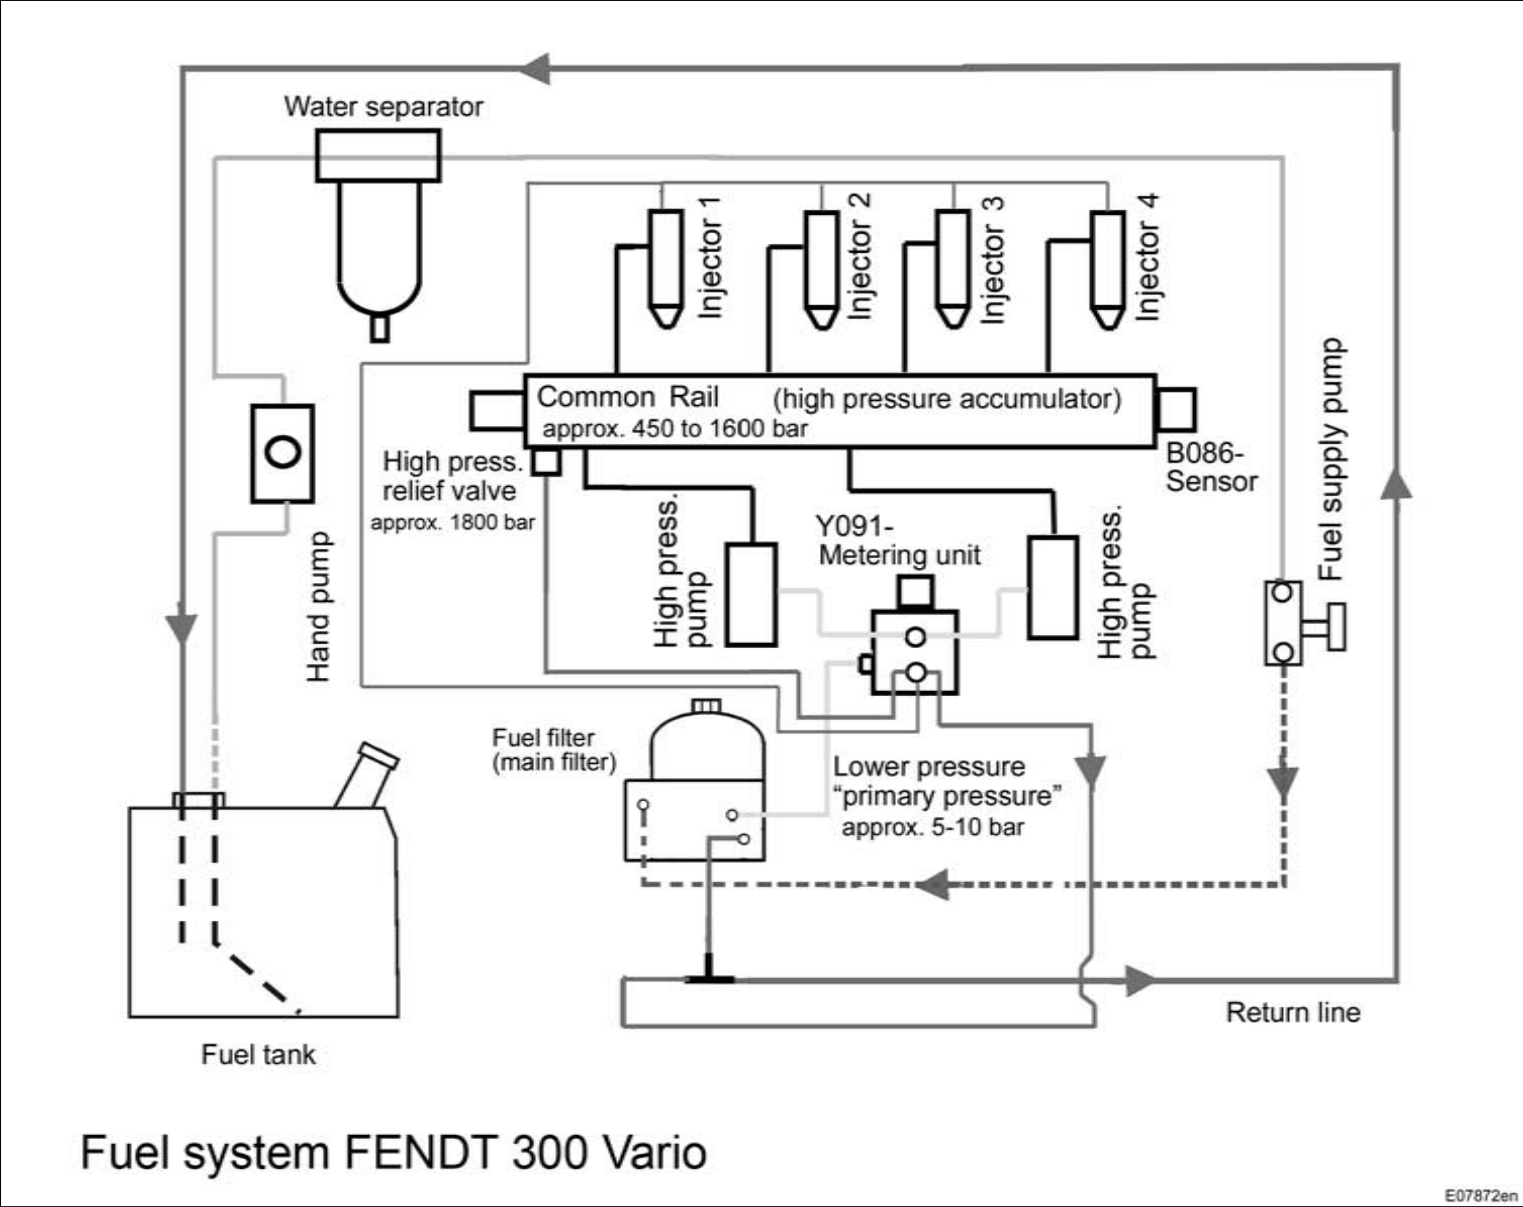 Water separator
Injector 1
Injector 2
Injector 3
Injector 4
Fuel supply pump
Common Rail (high pressure accumulator)
approx. 450 to 1600 bar
B086-
Sensor
High press.
relief valve
approx. 1800 bar
Hand pump
High press.
pump
Y091-
Metering unit
High press.
pump
Fuel filter
(main filter)
Lower pressure
“primary pressure”
approx. 5-10 bar
Return line
Fuel tank
Fuel system FENDT 300 Vario
E07872en